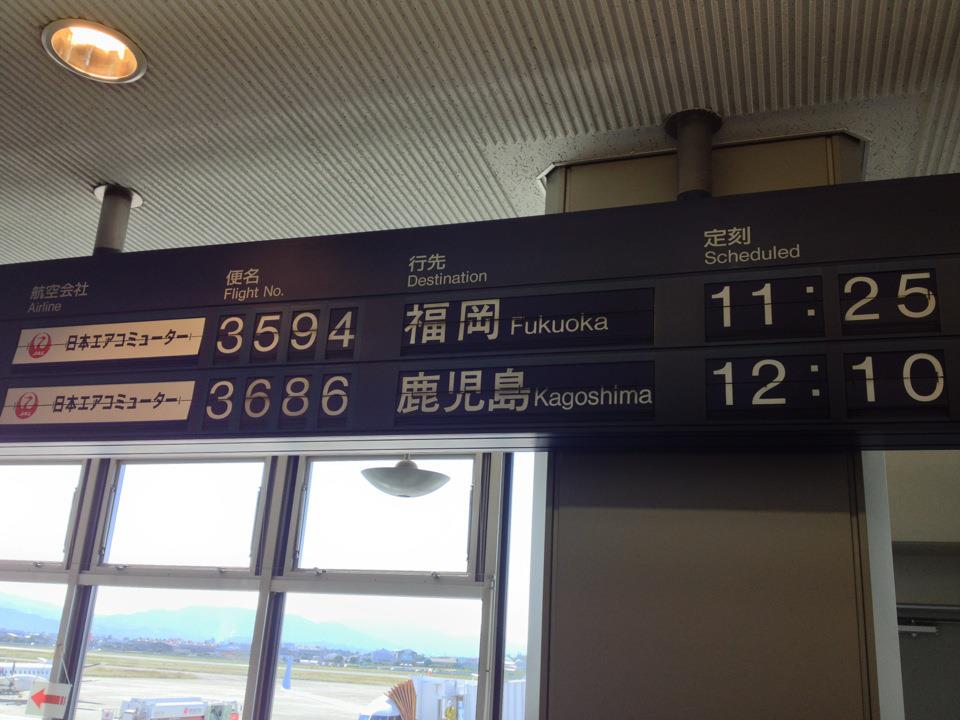 航空会社 便名 行先 定刻
Airline Flight No. Destination Scheduled
JAL 日本エアコミューター 3594 福岡 Fukuoka 11:25
JAL 日本エアコミューター 3686 鹿児島 Kagoshima 12:10